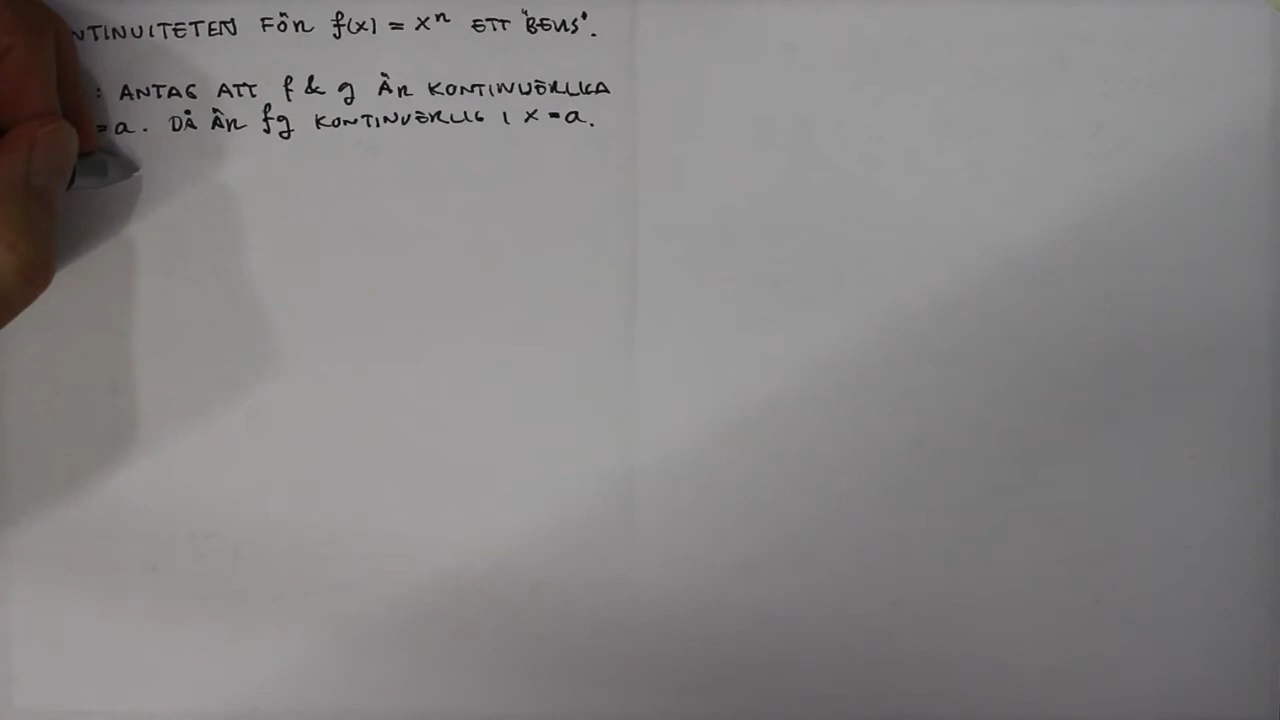 NTINUITETEN FÖR f(x) = xⁿ ETT "BEVIS".
: ANTAG ATT f & g ÄR KONTINUERLIGA
= a. DÅ ÄR fg KONTINUERLIG I x = a.